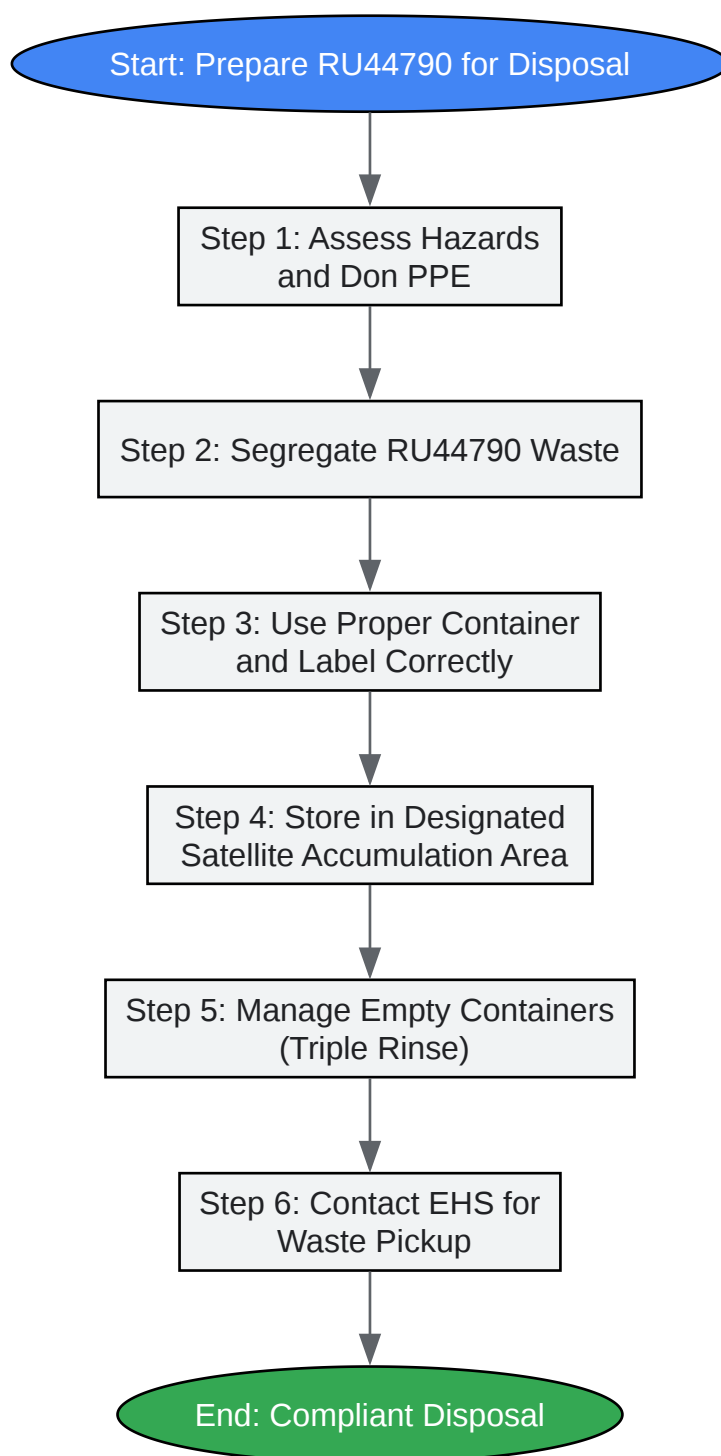 Start: Prepare RU44790 for Disposal
Step 1: Assess Hazards
and Don PPE
Step 2: Segregate RU44790 Waste
Step 3: Use Proper Container
and Label Correctly
Step 4: Store in Designated
Satellite Accumulation Area
Step 5: Manage Empty Containers
(Triple Rinse)
Step 6: Contact EHS for
Waste Pickup
End: Compliant Disposal